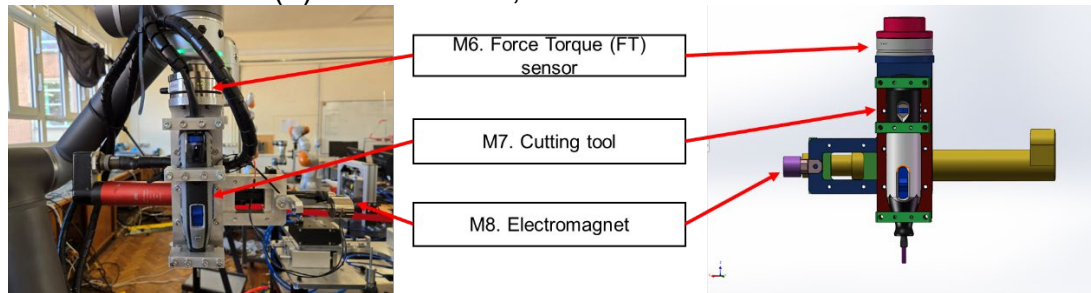 M6. Force Torque (FT)
sensor
M7. Cutting tool
M8. Electromagnet